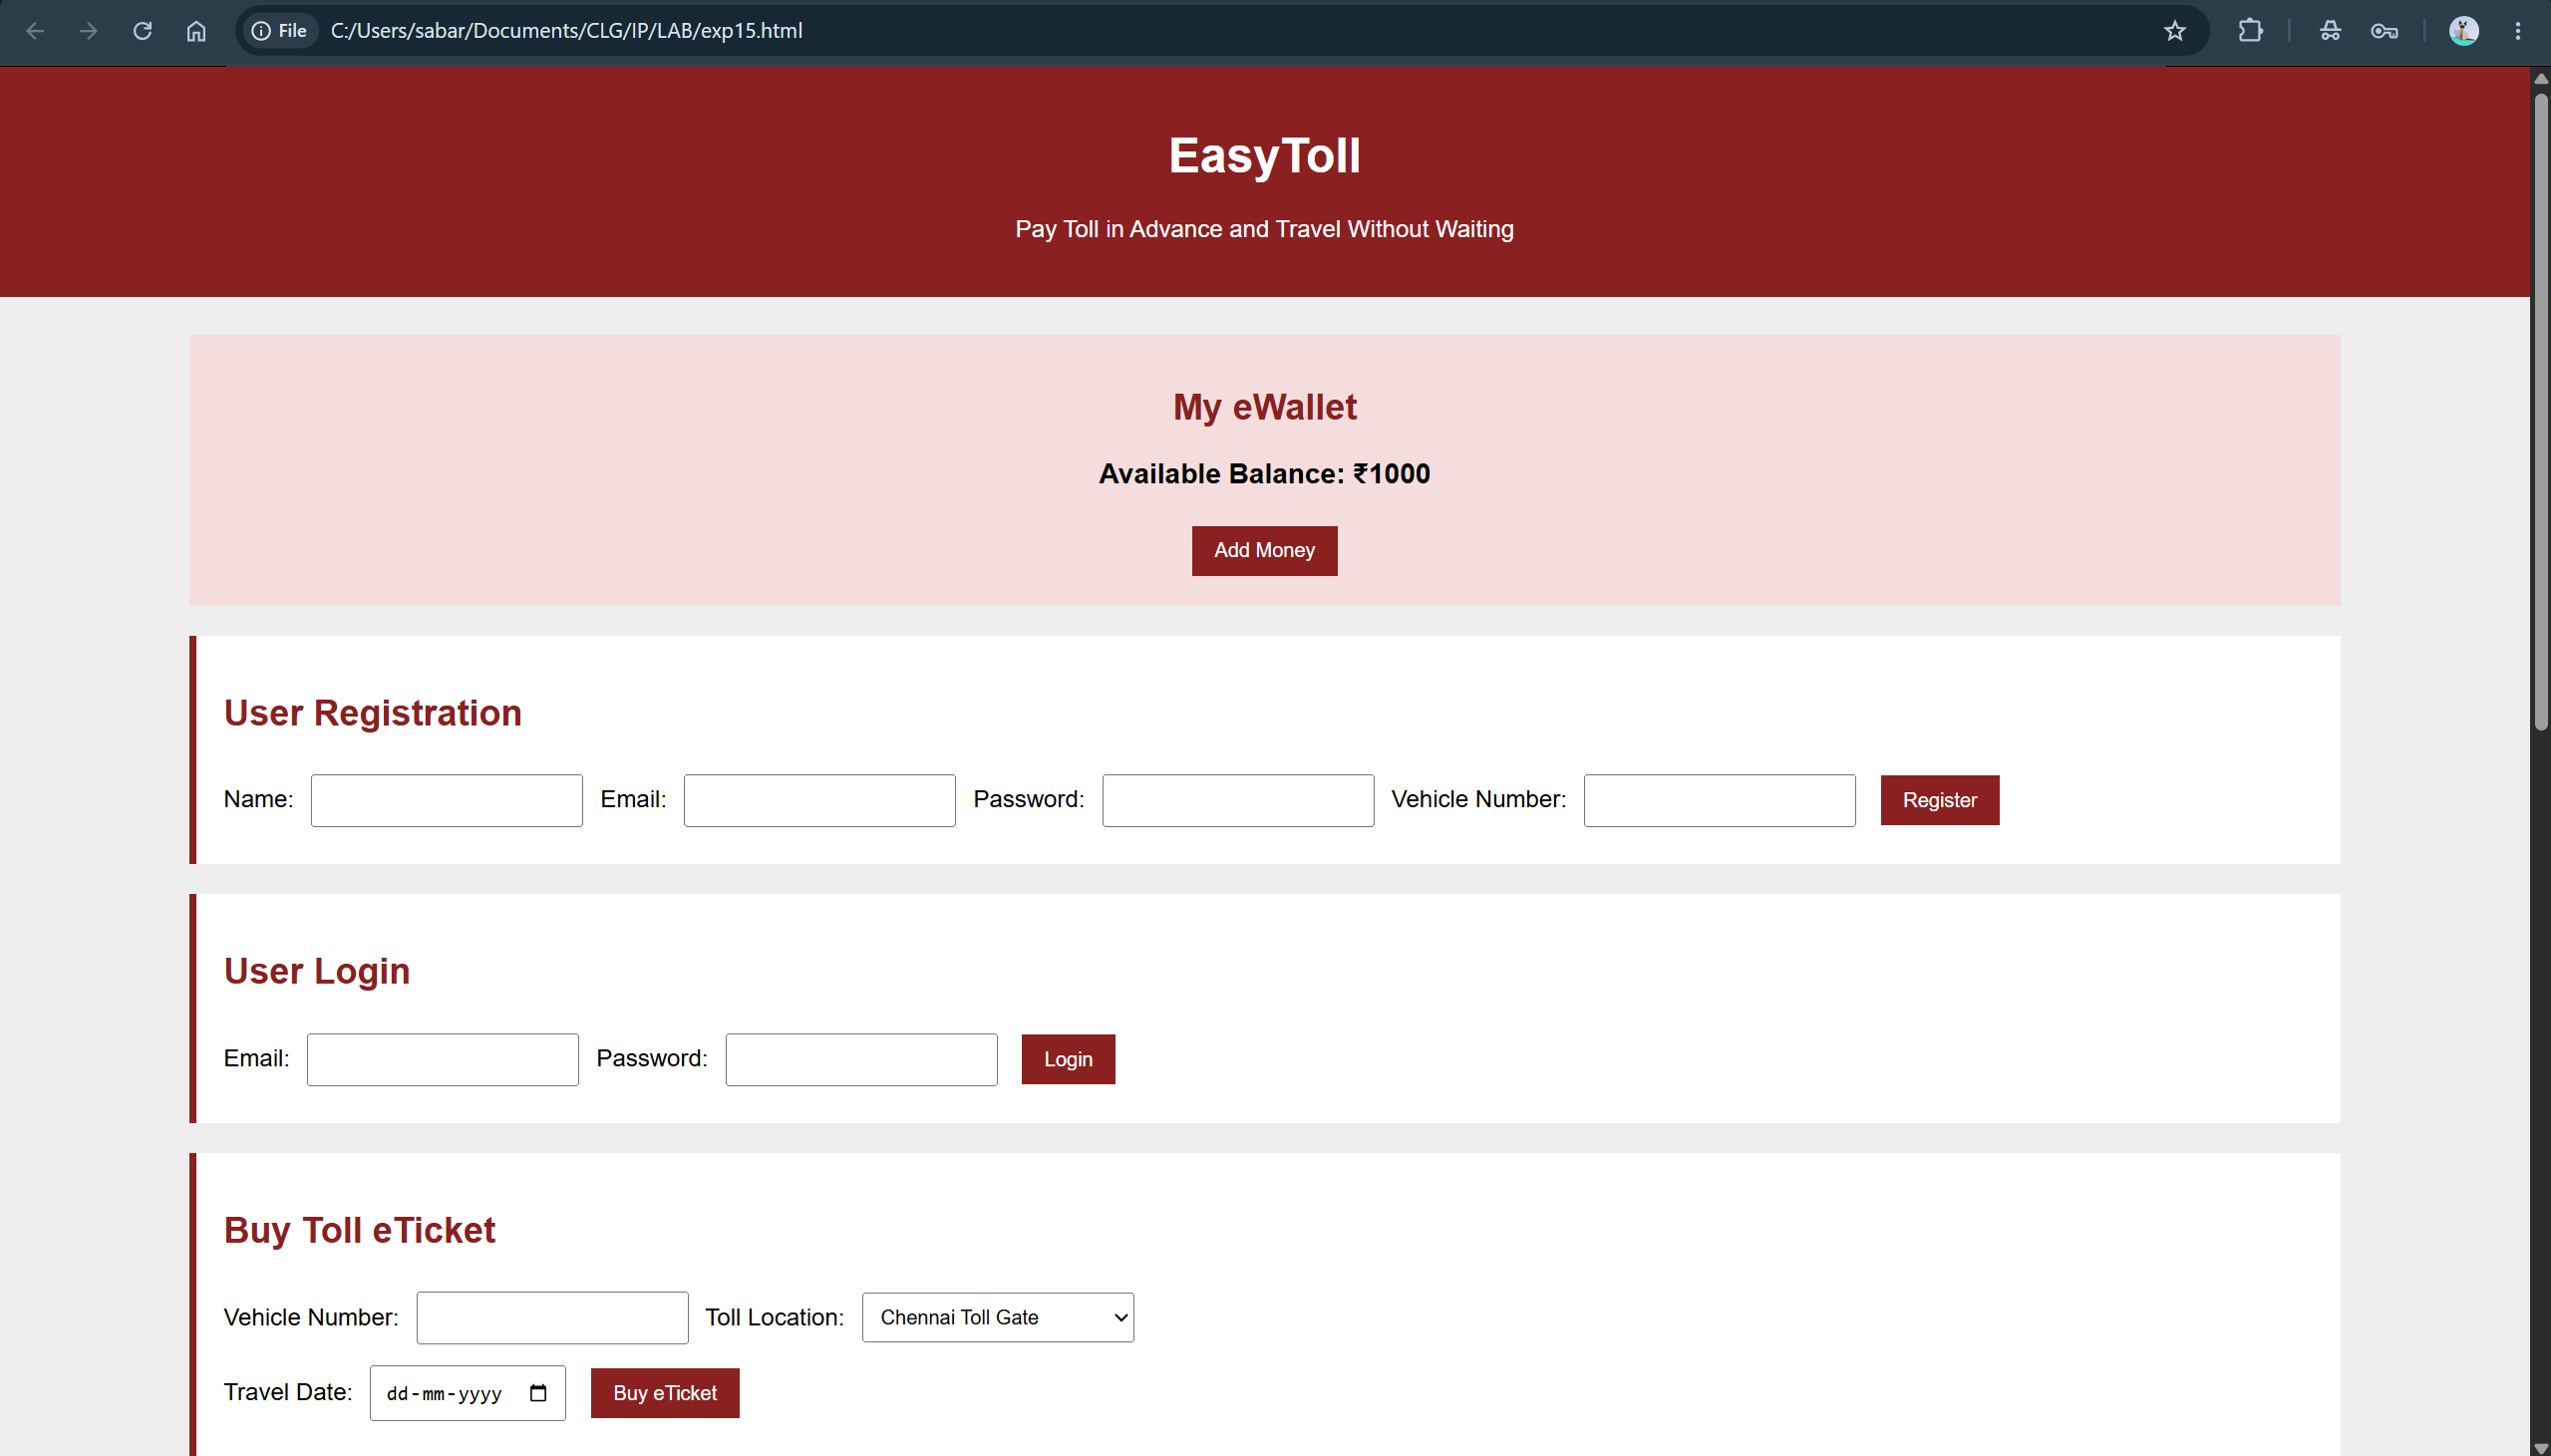 File C:/Users/sabar/Documents/CLG/IP/LAB/exp15.html
EasyToll
Pay Toll in Advance and Travel Without Waiting
My eWallet
Available Balance: ₹1000
Add Money
User Registration
Name: Email: Password: Vehicle Number: Register
User Login
Email: Password: Login
Buy Toll eTicket
Vehicle Number: Toll Location: Chennai Toll Gate
Travel Date: dd-mm-yyyy Buy eTicket